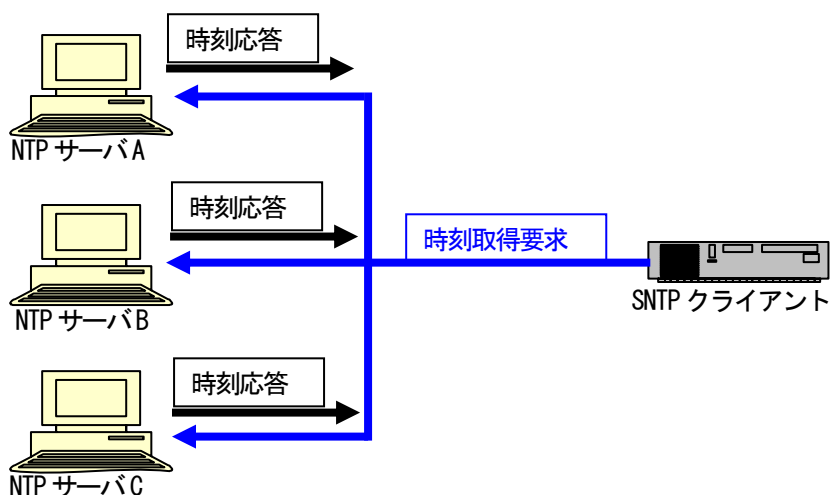 時刻応答
NTP サーバA
時刻応答
時刻取得要求
NTP サーバB
SNTP クライアント
時刻応答
NTP サーバC